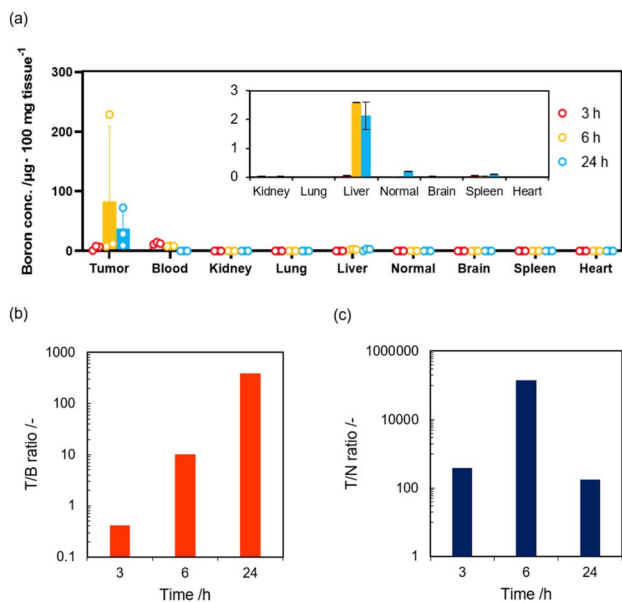 (a)
Boron conc. /μg・100 mg tissue⁻¹
300
200
100
0
3
2
1
0
Kidney Lung Liver Normal Brain Spleen Heart
3 h
6 h
24 h
Tumor Blood Kidney Lung Liver Normal Brain Spleen Heart
(b)
T/B ratio /-
1000
100
10
1
0.1
3 6 24
Time /h
(c)
T/N ratio /-
1000000
10000
100
1
3 6 24
Time /h